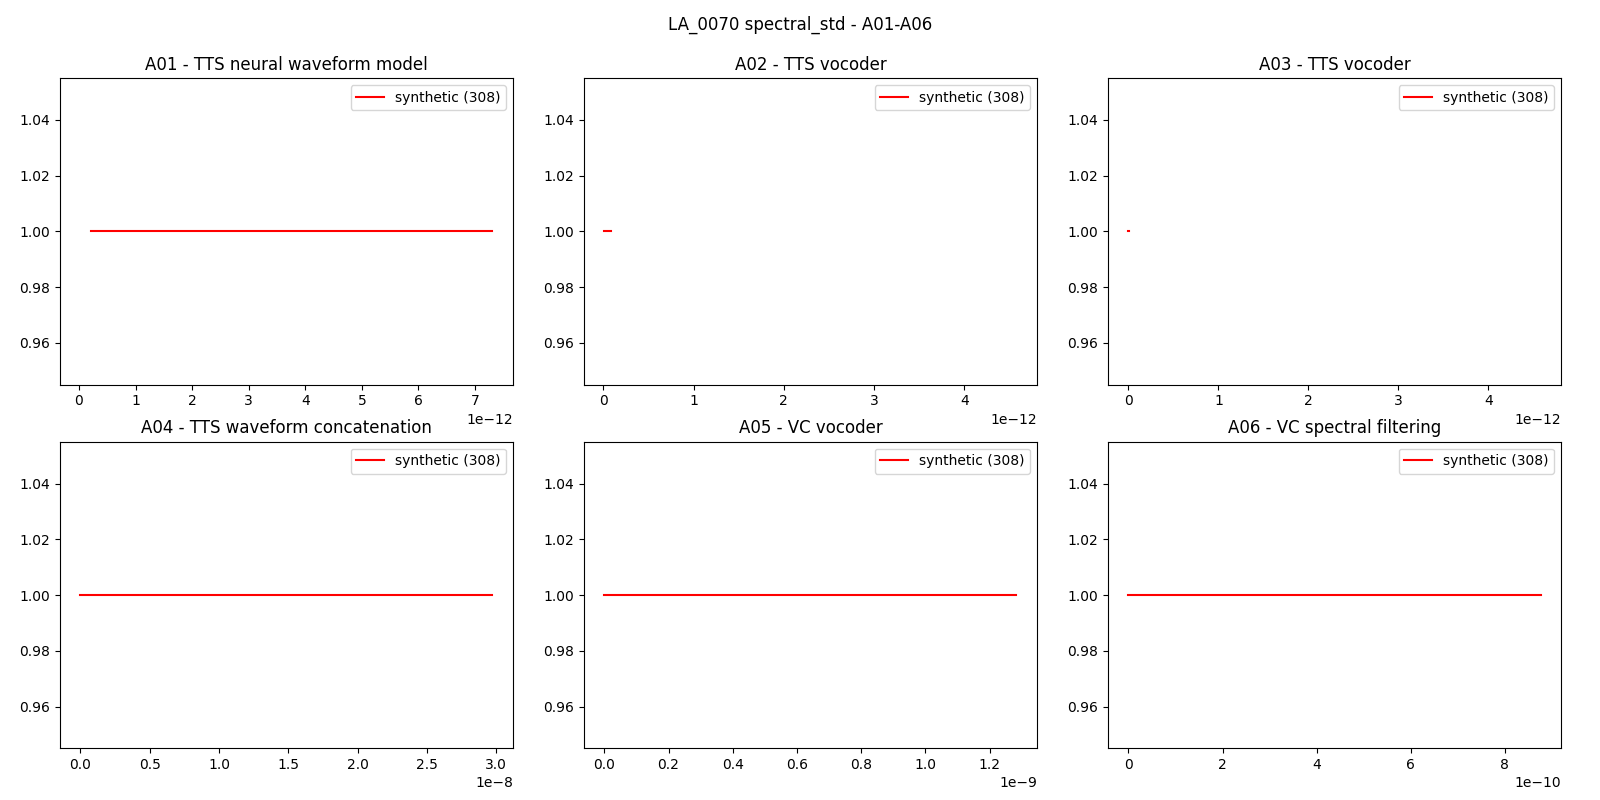 LA_0070 spectral_std - A01-A06
A01 - TTS neural waveform model
synthetic (308)
1.04
1.02
1.00
0.98
0.96
0 1 2 3 4 5 6 7
1e−12
A02 - TTS vocoder
synthetic (308)
1.04
1.02
1.00
0.98
0.96
0 1 2 3 4
1e−12
A03 - TTS vocoder
synthetic (308)
1.04
1.02
1.00
0.98
0.96
0 1 2 3 4
1e−12
A04 - TTS waveform concatenation
synthetic (308)
1.04
1.02
1.00
0.98
0.96
0.0 0.5 1.0 1.5 2.0 2.5 3.0
1e−8
A05 - VC vocoder
synthetic (308)
1.04
1.02
1.00
0.98
0.96
0.0 0.2 0.4 0.6 0.8 1.0 1.2
1e−9
A06 - VC spectral filtering
synthetic (308)
1.04
1.02
1.00
0.98
0.96
0 2 4 6 8
1e−10